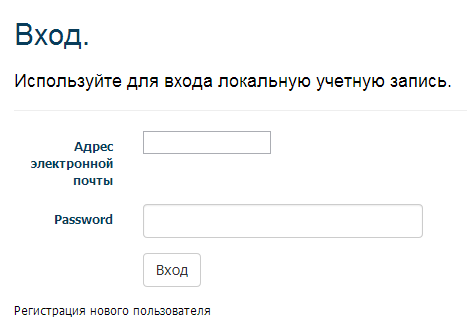 Вход.
Используйте для входа локальную учетную запись.
Адрес
электронной
почты
Password
Вход
Регистрация нового пользователя